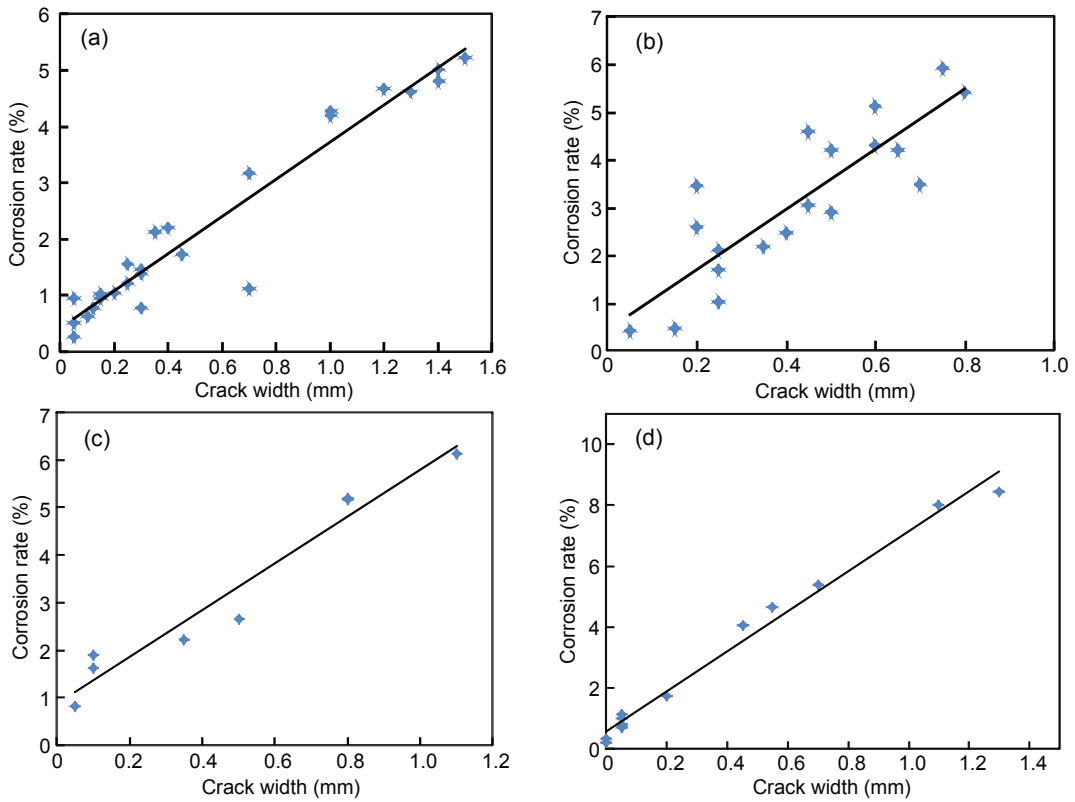 (a)
Corrosion rate (%)
6
5
4
3
2
1
0
0 0.2 0.4 0.6 0.8 1.0 1.2 1.4 1.6
Crack width (mm)
(b)
Corrosion rate (%)
7
6
5
4
3
2
1
0
0 0.2 0.4 0.6 0.8 1.0
Crack width (mm)
(c)
Corrosion rate (%)
7
6
5
4
3
2
1
0
0 0.2 0.4 0.6 0.8 1.0 1.2
Crack width (mm)
(d)
Corrosion rate (%)
10
8
6
4
2
0
0.0 0.2 0.4 0.6 0.8 1.0 1.2 1.4
Crack width (mm)